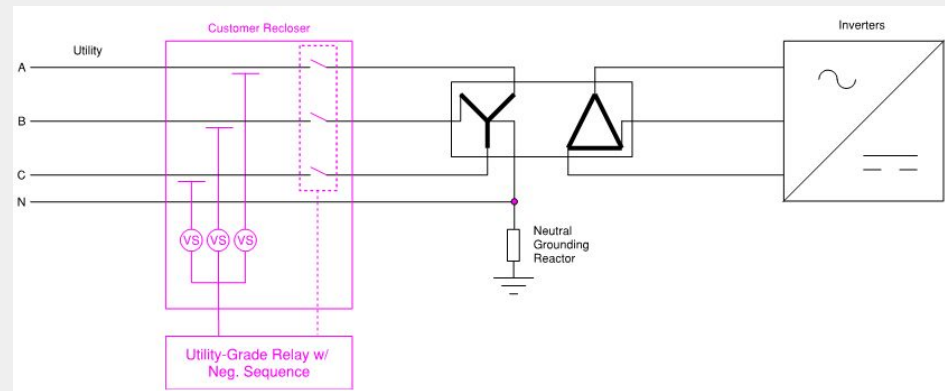 Customer Recloser
Inverters
Utility
A
B
C
N
VS VS VS
Neutral
Grounding
Reactor
Utility-Grade Relay w/
Neg. Sequence